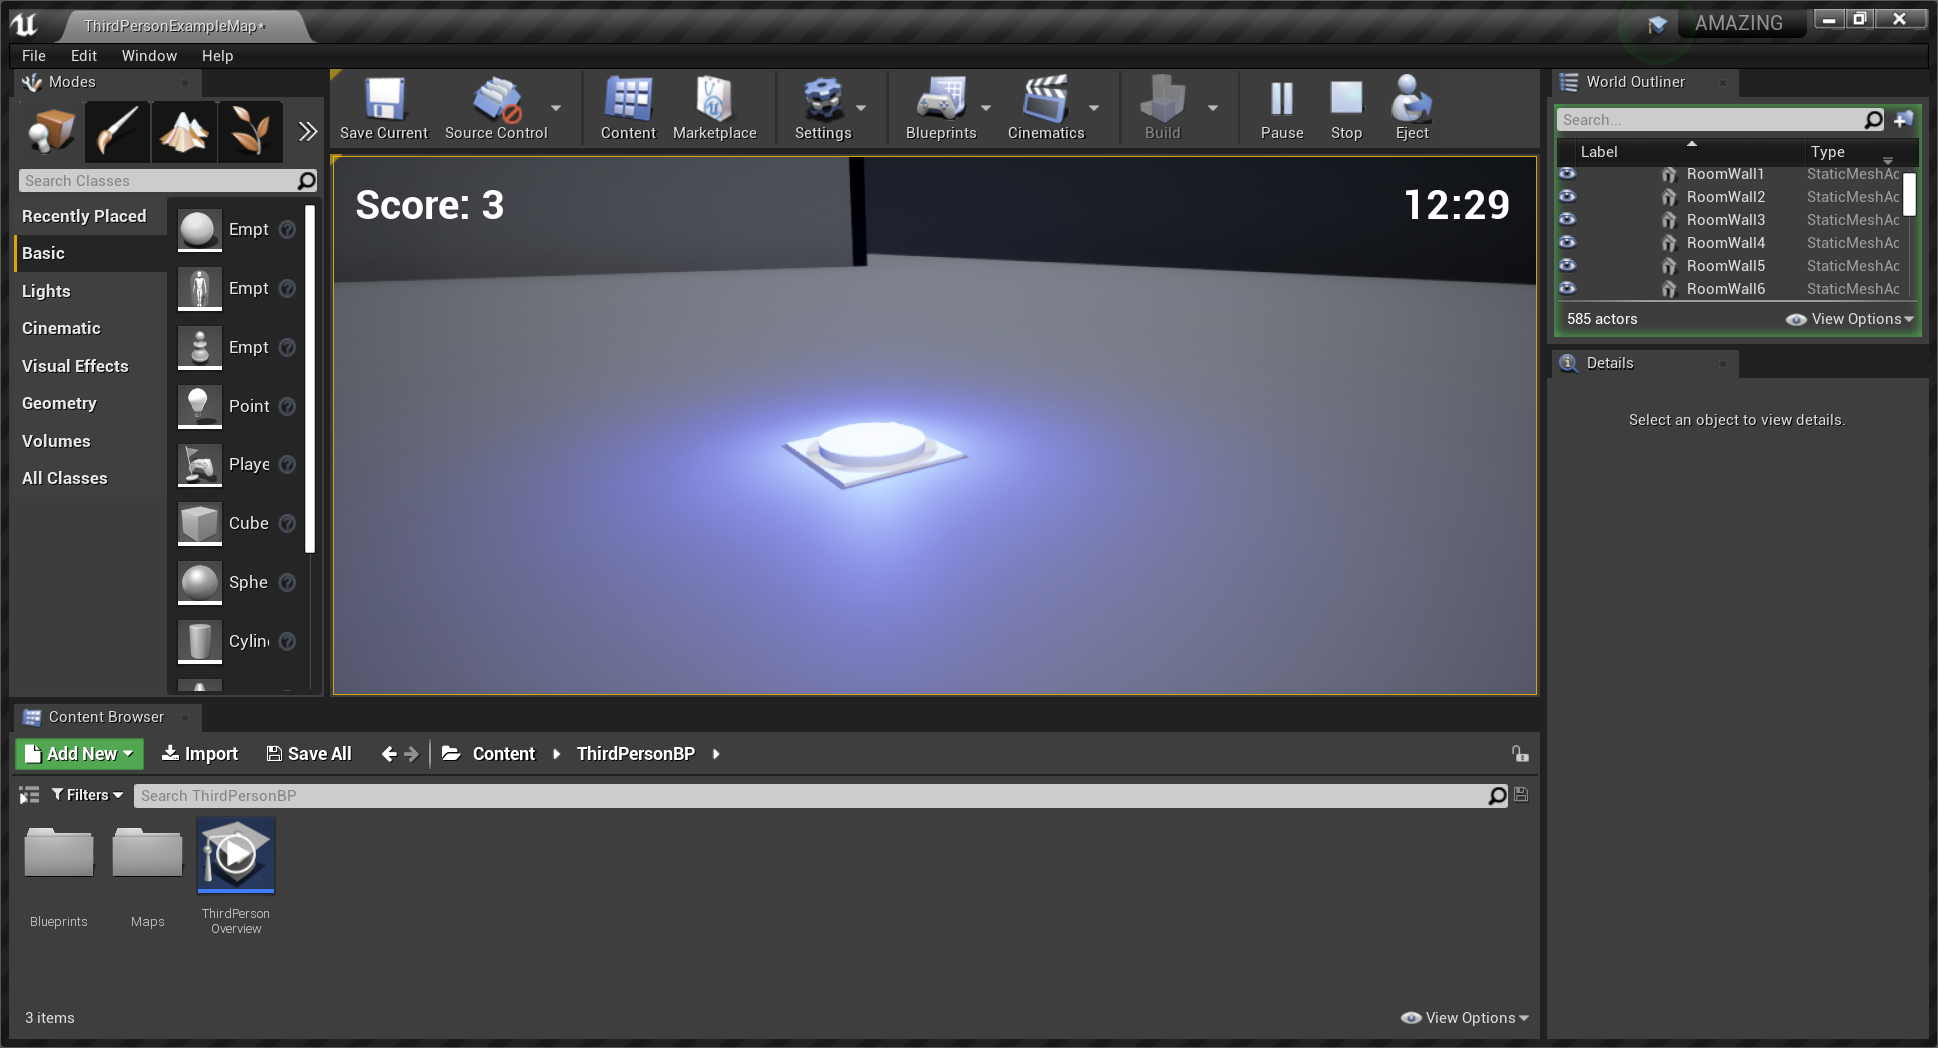 ThirdPersonExampleMap*
AMAZING
File Edit Window Help
Modes
Search Classes
Recently Placed
Basic
Lights
Cinematic
Visual Effects
Geometry
Volumes
All Classes
Empt
Empt
Empt
Point
Playe
Cube
Sphe
Cylin
Save Current
Source Control
Content
Marketplace
Settings
Blueprints
Cinematics
Build
Pause
Stop
Eject
Score: 3
12:29
World Outliner
Search...
Label Type
RoomWall1 StaticMeshAc
RoomWall2 StaticMeshAc
RoomWall3 StaticMeshAc
RoomWall4 StaticMeshAc
RoomWall5 StaticMeshAc
RoomWall6 StaticMeshAc
585 actors
View Options
Details
Select an object to view details.
Content Browser
Add New Import Save All Content ThirdPersonBP
Filters
Search ThirdPersonBP
Blueprints
Maps
ThirdPerson
Overview
3 items
View Options